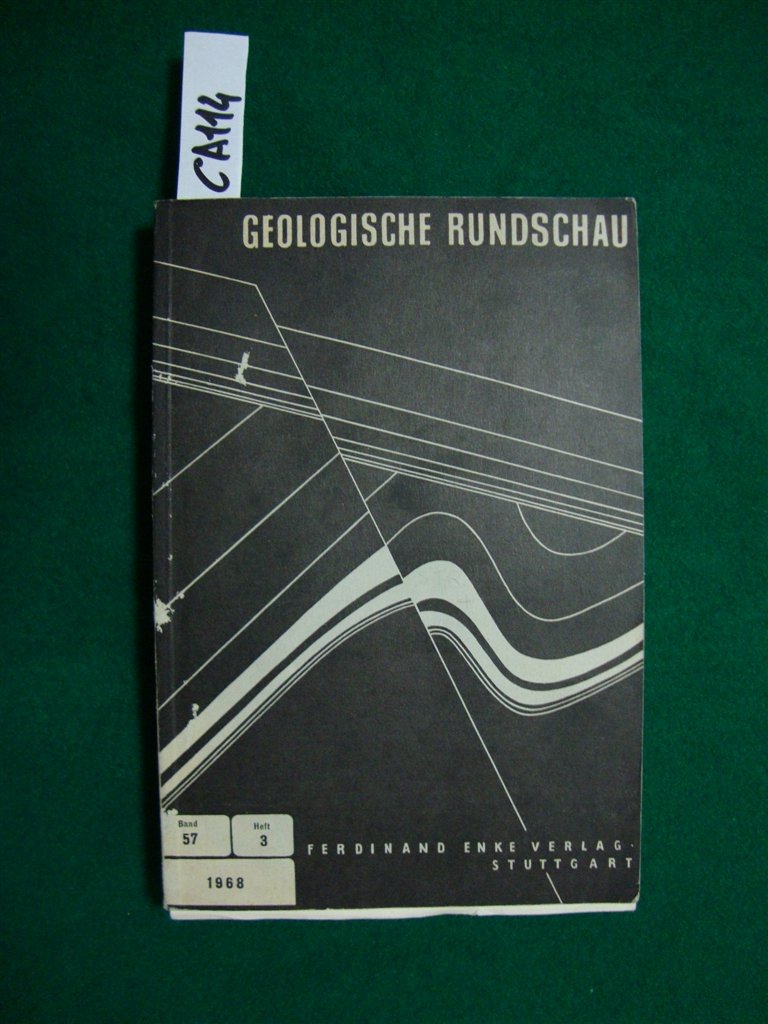 CA114
GEOLOGISCHE RUNDSCHAU
Band
57
Heft
3
1968
FERDINAND ENKE VERLAG·
STUTTGART